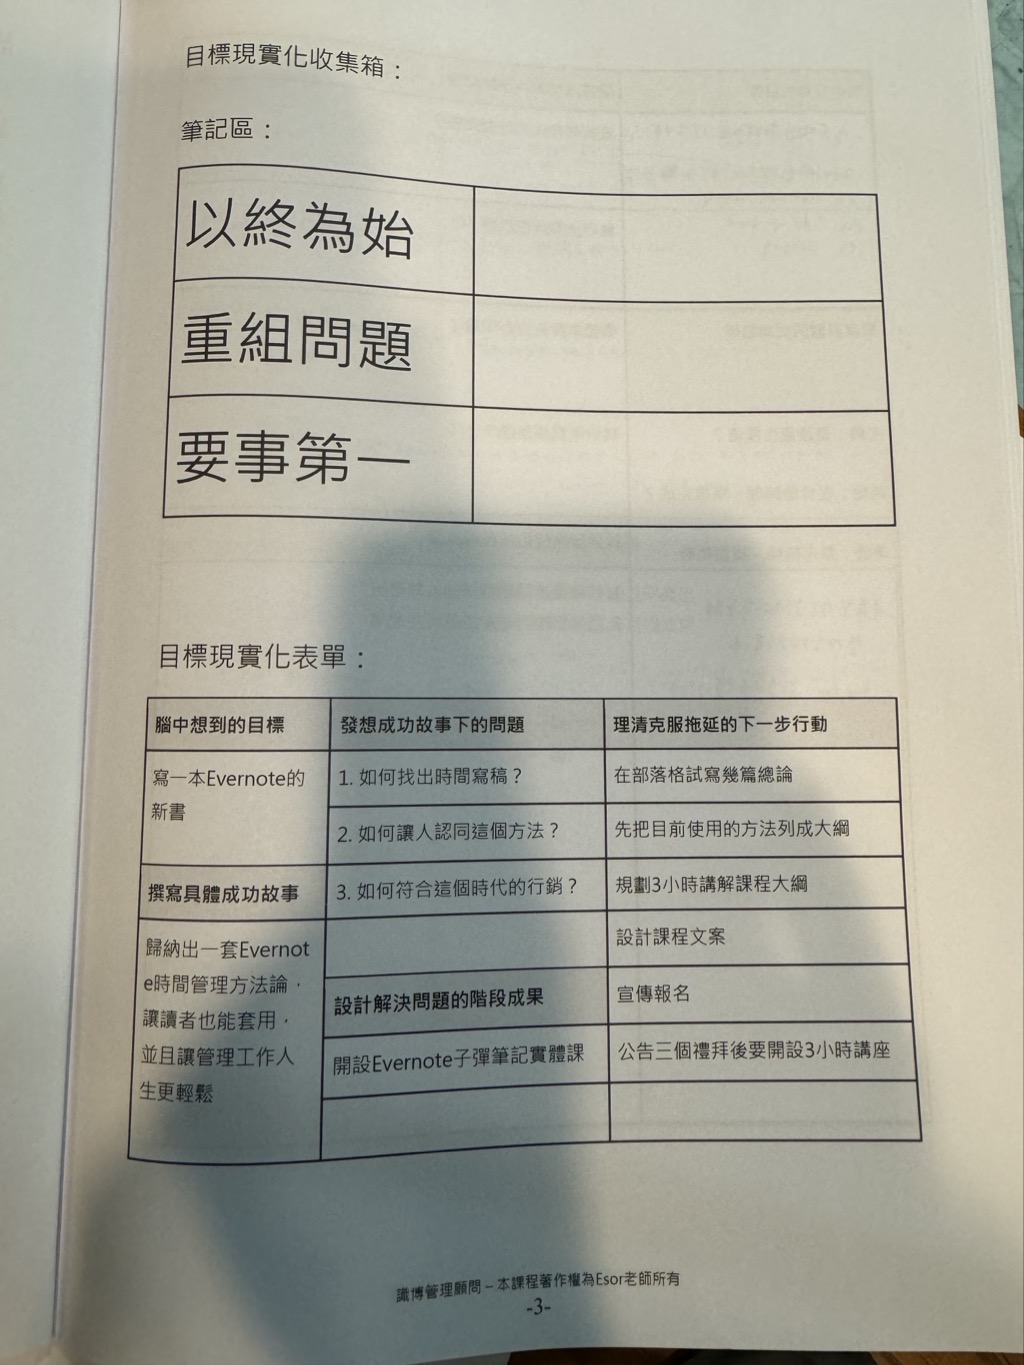 目標現實化收集箱：
筆記區：
以終為始
重組問題
要事第一
目標現實化表單：
腦中想到的目標
發想成功故事下的問題
理清克服拖延的下一步行動
寫一本Evernote的
新書
1. 如何找出時間寫稿？
在部落格試寫幾篇總論
2. 如何讓人認同這個方法？
先把目前使用的方法列成大綱
撰寫具體成功故事
3. 如何符合這個時代的行銷？
規劃3小時講解課程大綱
歸納出一套Evernot
e時間管理方法論，
讓讀者也能套用，
並且讓管理工作人
生更輕鬆
設計課程文案
設計解決問題的階段成果
宣傳報名
開設Evernote子彈筆記實體課
公告三個禮拜後要開設3小時講座
識博管理顧問 – 本課程著作權為Esor老師所有
-3-